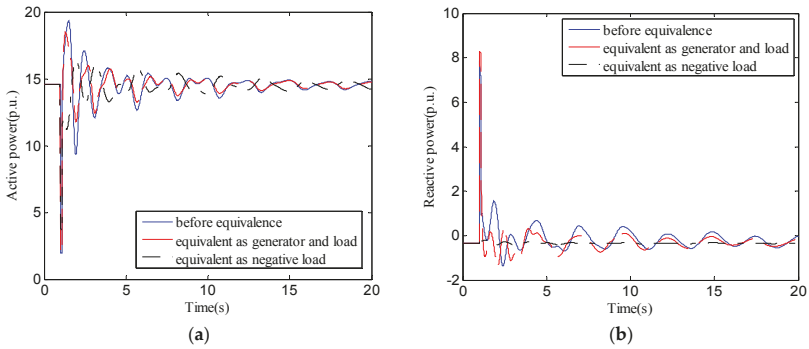 20
15
10
5
0
Active power(p.u.)
before equivalence
equivalent as generator and load
equivalent as negative load
0
5
10
15
20
Time(s)
(a)
10
8
6
4
2
0
-2
Reactive power(p.u.)
before equivalence
equivalent as generator and load
equivalent as negative load
0
5
10
15
20
Time(s)
(b)